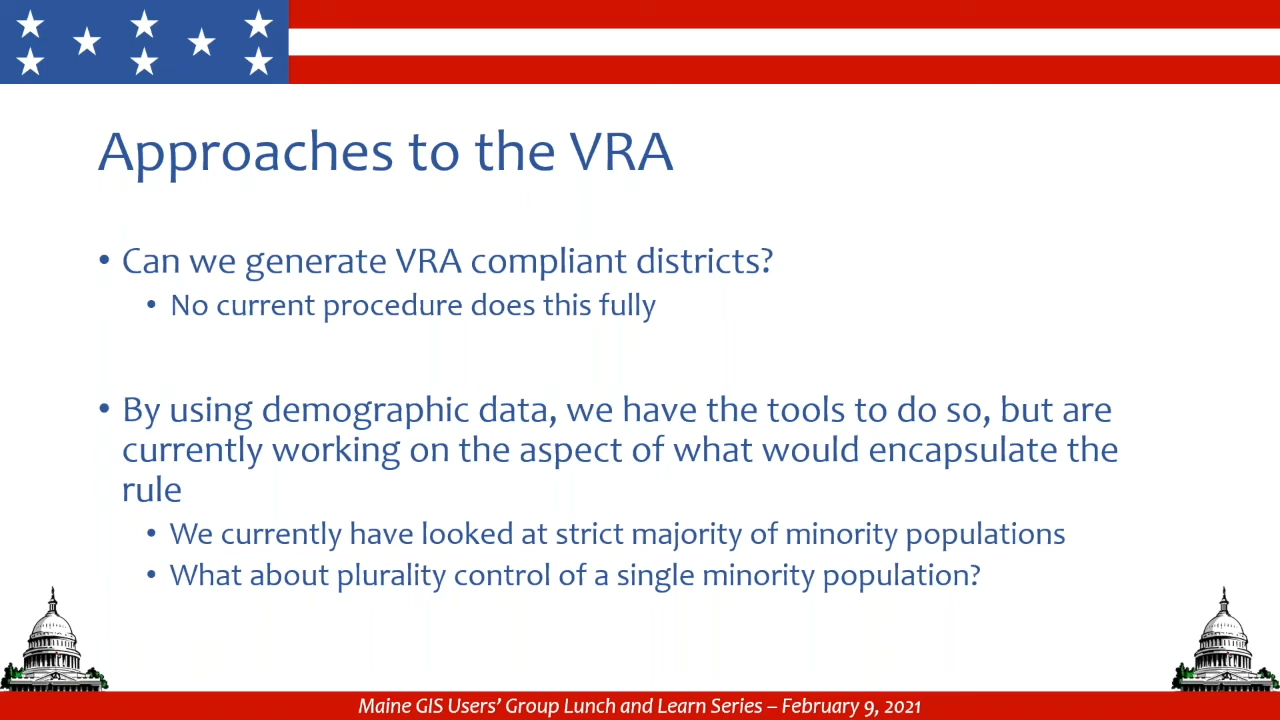 Approaches to the VRA
• Can we generate VRA compliant districts?
• No current procedure does this fully
• By using demographic data, we have the tools to do so, but are
currently working on the aspect of what would encapsulate the
rule
• We currently have looked at strict majority of minority populations
• What about plurality control of a single minority population?
Maine GIS Users’ Group Lunch and Learn Series – February 9, 2021